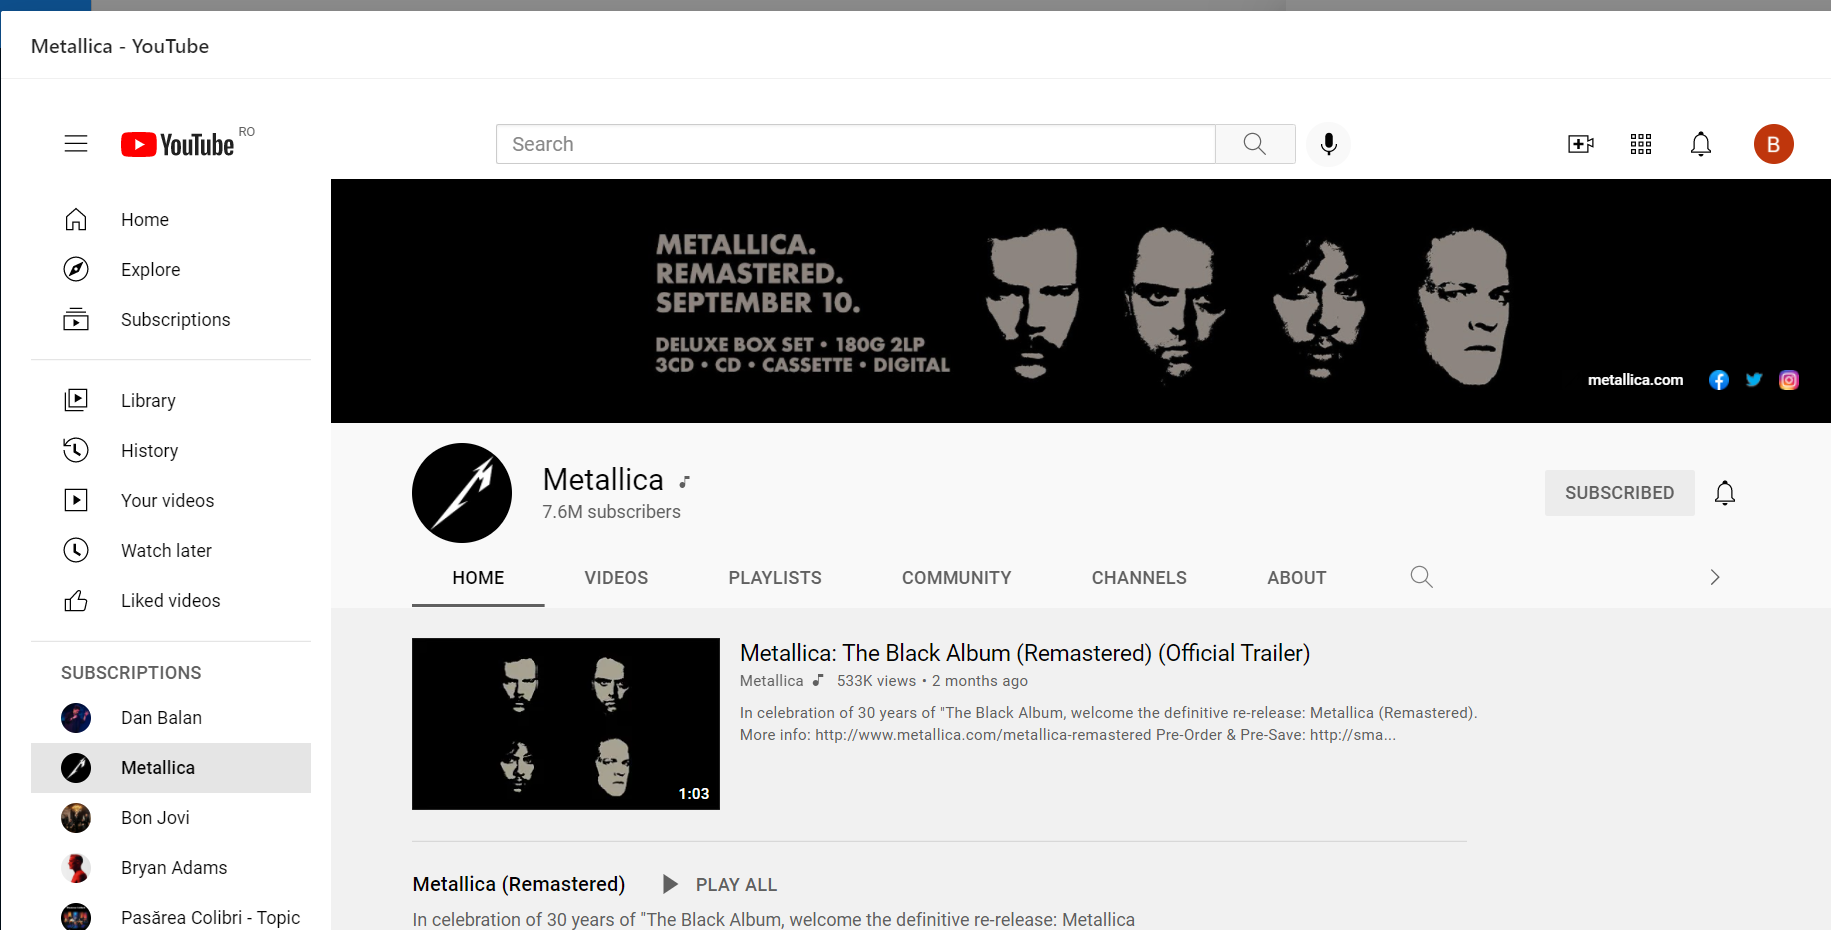 Metallica - YouTube
YouTube RO
Search
B
Home
Explore
Subscriptions
Library
History
Your videos
Watch later
Liked videos
SUBSCRIPTIONS
Dan Balan
Metallica
Bon Jovi
Bryan Adams
Pasărea Colibri - Topic
METALLICA.
REMASTERED.
SEPTEMBER 10.
DELUXE BOX SET • 180G 2LP
3CD • CD • CASSETTE • DIGITAL
metallica.com
Metallica
7.6M subscribers
SUBSCRIBED
HOME VIDEOS PLAYLISTS COMMUNITY CHANNELS ABOUT
1:03
Metallica: The Black Album (Remastered) (Official Trailer)
Metallica 533K views • 2 months ago
In celebration of 30 years of "The Black Album, welcome the definitive re-release: Metallica (Remastered).
More info: http://www.metallica.com/metallica-remastered Pre-Order & Pre-Save: http://sma...
Metallica (Remastered) PLAY ALL
In celebration of 30 years of "The Black Album, welcome the definitive re-release: Metallica